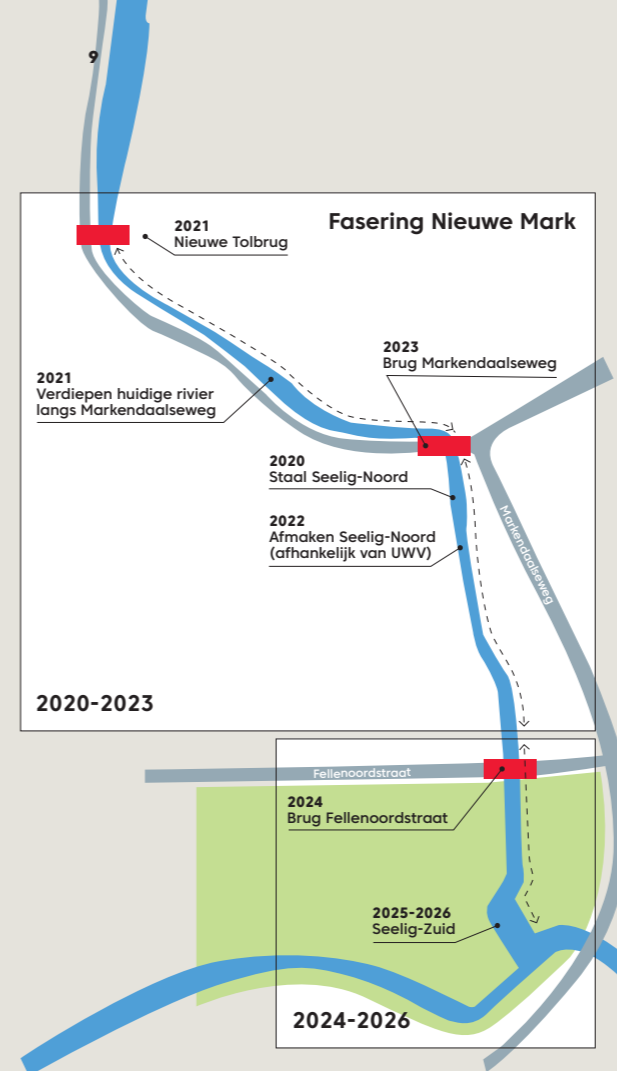 9
Fasering Nieuwe Mark
2021
Nieuwe Tolbrug
2023
Brug Markendaalseweg
2021
Verdiepen huidige rivier
langs Markendaalseweg
2020
Staal Seelig-Noord
2022
Afmaken Seelig-Noord
(afhankelijk van UWV)
Markendaalseweg
2020-2023
Fellenoordstraat
2024
Brug Fellenoordstraat
2025-2026
Seelig-Zuid
2024-2026